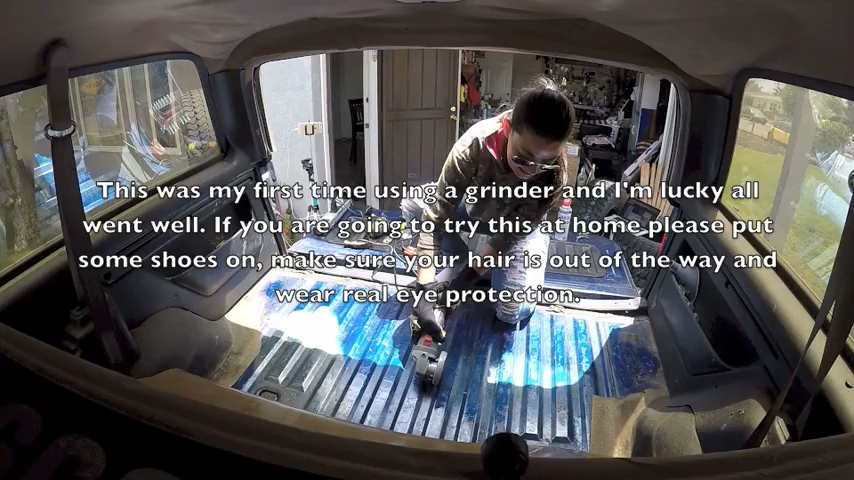 This was my first time using a grinder and I'm lucky all
went well. If you are going to try this at home please put
some shoes on, make sure your hair is out of the way and
wear real eye protection.